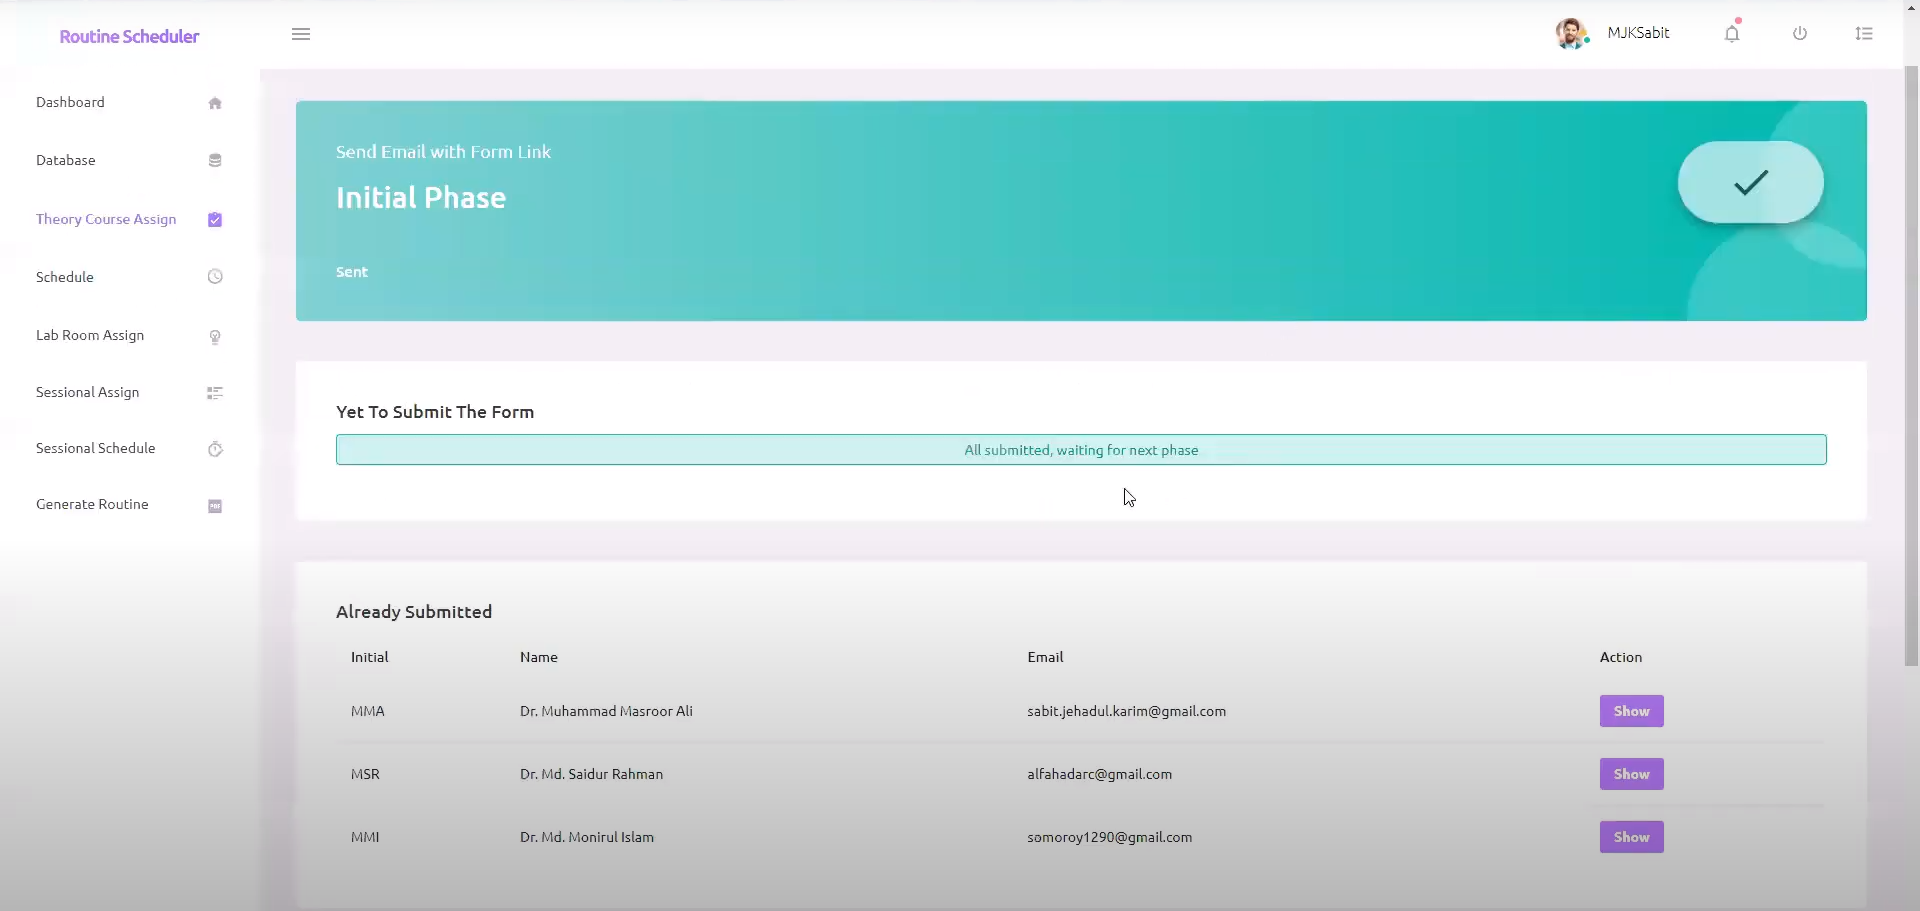 Routine Scheduler
MJKSabit
Dashboard
Database
Theory Course Assign
Schedule
Lab Room Assign
Sessional Assign
Sessional Schedule
Generate Routine
PDF
Send Email with Form Link
Initial Phase
Sent
Yet To Submit The Form
All submitted, waiting for next phase
Already Submitted
Initial Name Email Action
MMA Dr. Muhammad Masroor Ali sabit.jehadul.karim@gmail.com Show
MSR Dr. Md. Saidur Rahman alfahadarc@gmail.com Show
MMI Dr. Md. Monirul Islam somoroy1290@gmail.com Show